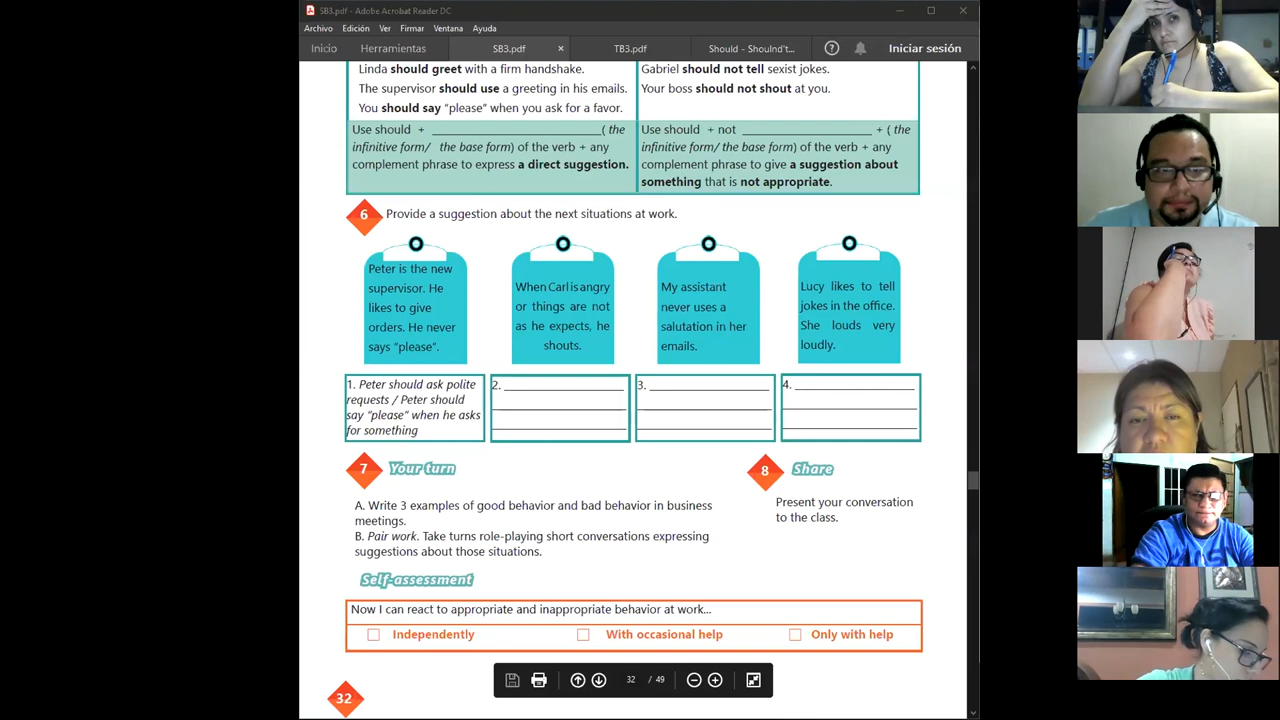 SB3.pdf - Adobe Acrobat Reader DC
Archivo Edición Ver Firmar Ventana Ayuda
Inicio Herramientas SB3.pdf × TB3.pdf Should - Shoulnd't... Iniciar sesión
Linda should greet with a firm handshake.
The supervisor should use a greeting in his emails.
You should say “please” when you ask for a favor.
Gabriel should not tell sexist jokes.
Your boss should not shout at you.
Use should + ______________________________( the
infinitive form/ the base form) of the verb + any
complement phrase to express a direct suggestion.
Use should + not _______________________ + ( the
infinitive form/ the base form) of the verb + any
complement phrase to give a suggestion about
something that is not appropriate.
6 Provide a suggestion about the next situations at work.
Peter is the new
supervisor. He
likes to give
orders. He never
says “please”.
When Carl is angry
or things are not
as he expects, he
shouts.
My assistant
never uses a
salutation in her
emails.
Lucy likes to tell
jokes in the office.
She louds very
loudly.
1. Peter should ask polite
requests / Peter should
say “please” when he asks
for something
2. _____________________
3. _____________________
4. _____________________
7 Your turn
A. Write 3 examples of good behavior and bad behavior in business
meetings.
B. Pair work. Take turns role-playing short conversations expressing
suggestions about those situations.
8 Share
Present your conversation
to the class.
Self-assessment
Now I can react to appropriate and inappropriate behavior at work...
Independently With occasional help Only with help
32 / 49
32